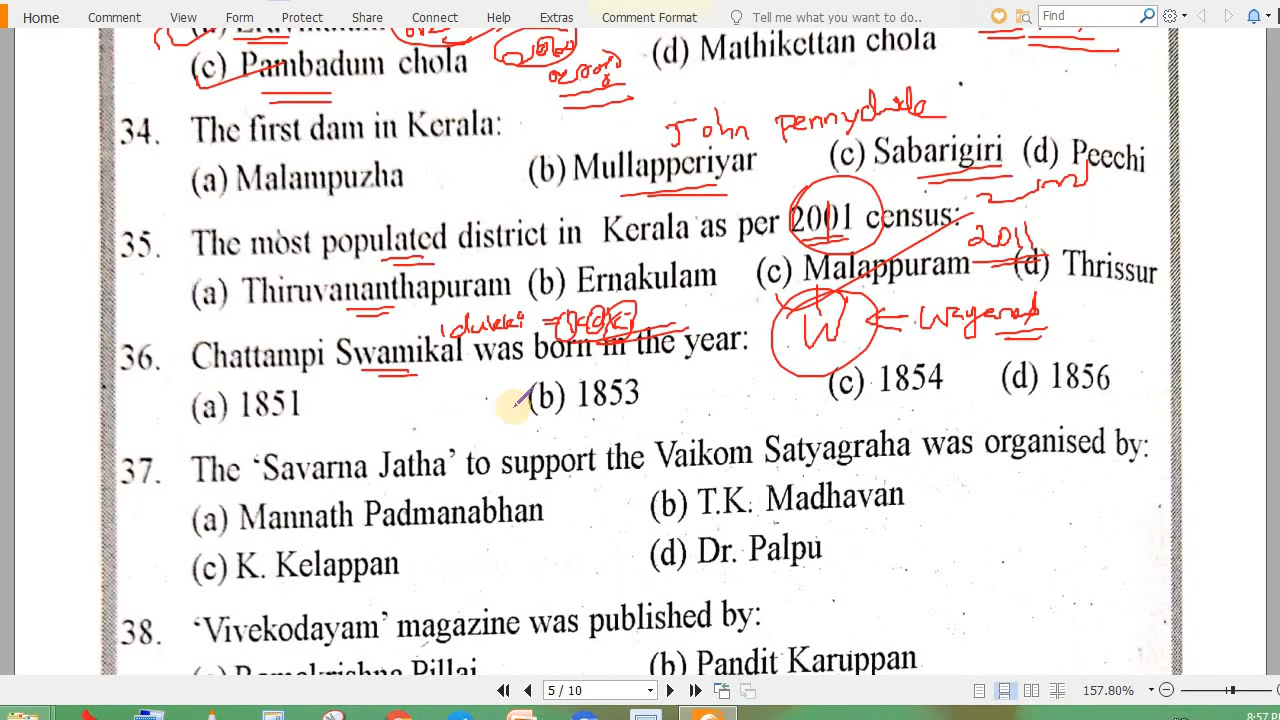 Home Comment View Form Protect Share Connect Help Extras Comment Format Tell me what you want to do.. Find
(c) Pambadum chola (d) Mathikettan chola
John pennyduke
34. The first dam in Kerala:
(a) Malampuzha (b) Mullapperiyar (c) Sabarigiri (d) Peechi
35. The most populated district in Kerala as per 2001 census:
2011
(a) Thiruvananthapuram (b) Ernakulam (c) Malappuram (d) Thrissur
idukki = W ← Wayanad
36. Chattampi Swamikal was born in the year:
(a) 1851 (b) 1853 (c) 1854 (d) 1856
37. The ‘Savarna Jatha’ to support the Vaikom Satyagraha was organised by:
(a) Mannath Padmanabhan (b) T.K. Madhavan
(c) K. Kelappan (d) Dr. Palpu
38. ‘Vivekodayam’ magazine was published by:
(b) Pandit Karuppan
5 / 10 157.80%
8:57 P